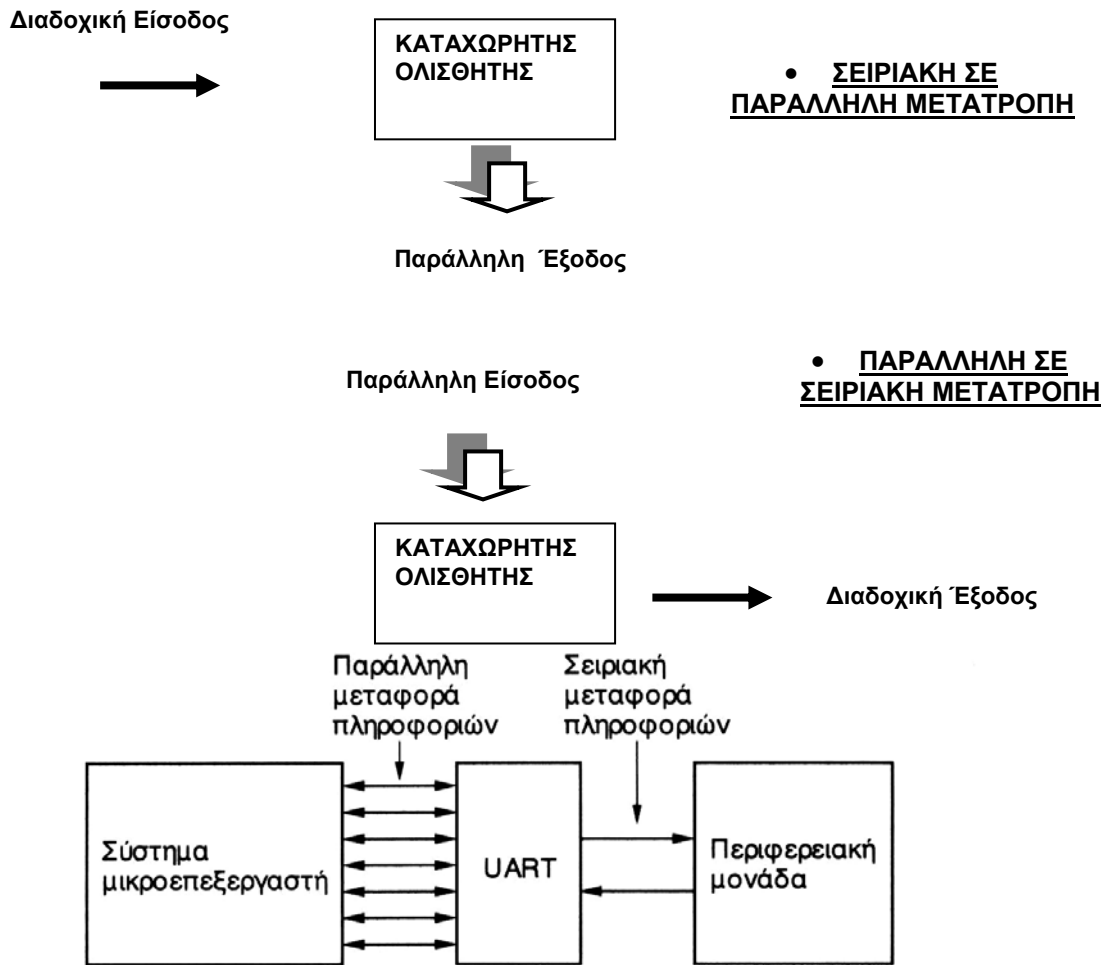 Διαδοχική Είσοδος
ΚΑΤΑΧΩΡΗΤΗΣ
ΟΛΙΣΘΗΤΗΣ
• ΣΕΙΡΙΑΚΗ ΣΕ
ΠΑΡΑΛΛΗΛΗ ΜΕΤΑΤΡΟΠΗ
Παράλληλη Έξοδος
Παράλληλη Είσοδος
• ΠΑΡΑΛΛΗΛΗ ΣΕ
ΣΕΙΡΙΑΚΗ ΜΕΤΑΤΡΟΠΗ
ΚΑΤΑΧΩΡΗΤΗΣ
ΟΛΙΣΘΗΤΗΣ
Διαδοχική Έξοδος
Παράλληλη
μεταφορά
πληροφοριών
Σειριακή
μεταφορά
πληροφοριών
Σύστημα
μικροεπεξεργαστή
UART
Περιφερειακή
μονάδα